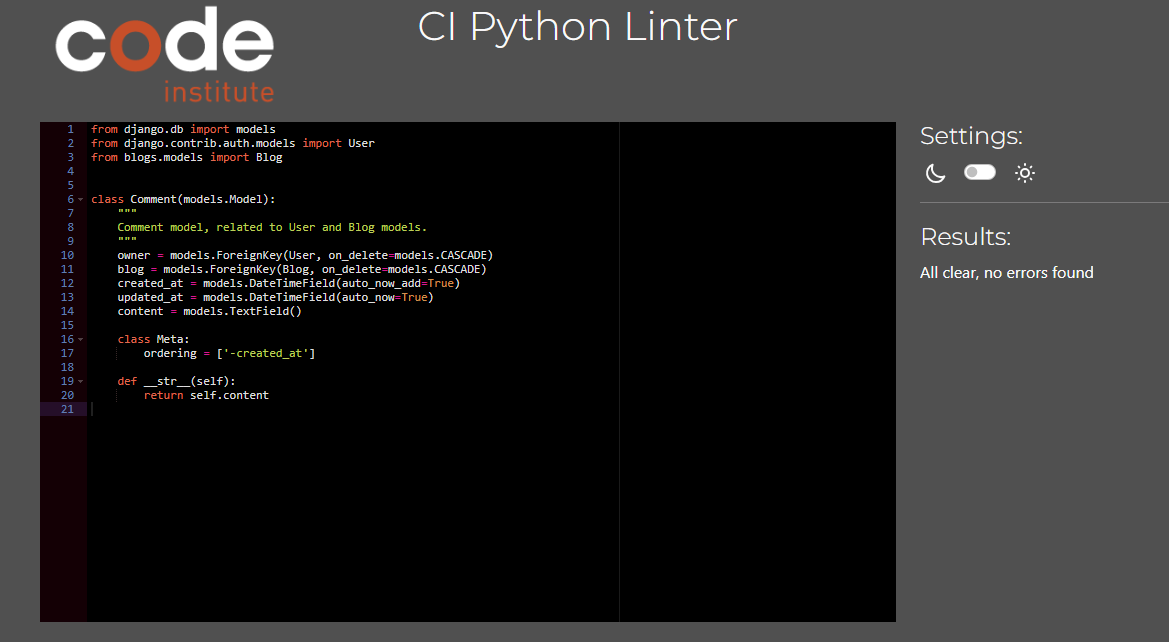 code
institute
CI Python Linter
1 from django.db import models
2 from django.contrib.auth.models import User
3 from blogs.models import Blog
4
5
6 class Comment(models.Model):
7     """
8     Comment model, related to User and Blog models.
9     """
10     owner = models.ForeignKey(User, on_delete=models.CASCADE)
11     blog = models.ForeignKey(Blog, on_delete=models.CASCADE)
12     created_at = models.DateTimeField(auto_now_add=True)
13     updated_at = models.DateTimeField(auto_now=True)
14     content = models.TextField()
15
16     class Meta:
17         ordering = ['-created_at']
18
19     def __str__(self):
20         return self.content
21
Settings:
Results:
All clear, no errors found